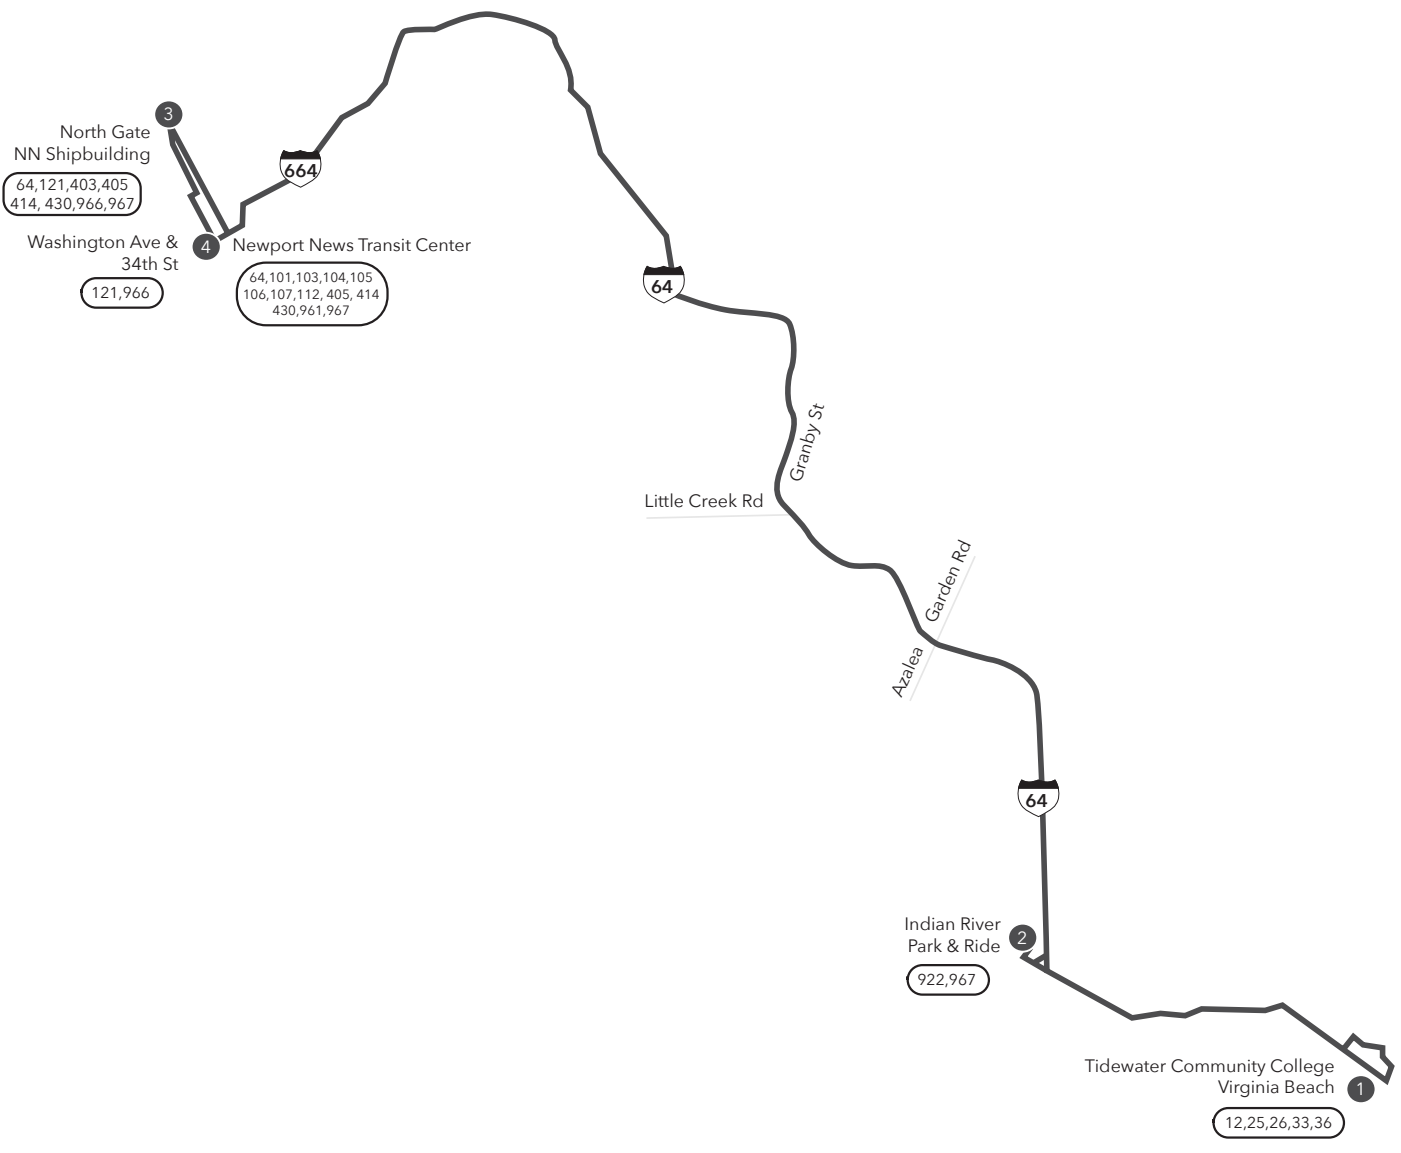 3
North Gate
NN Shipbuilding
64,121,403,405
414, 430,966,967
664
Washington Ave &
34th St
4
121,966
Newport News Transit Center
64,101,103,104,105
106,107,112, 405, 414
430,961,967
64
Granby St
Little Creek Rd
Azalea Garden Rd
64
Indian River
Park & Ride
2
922,967
Tidewater Community College
Virginia Beach
1
12,25,26,33,36